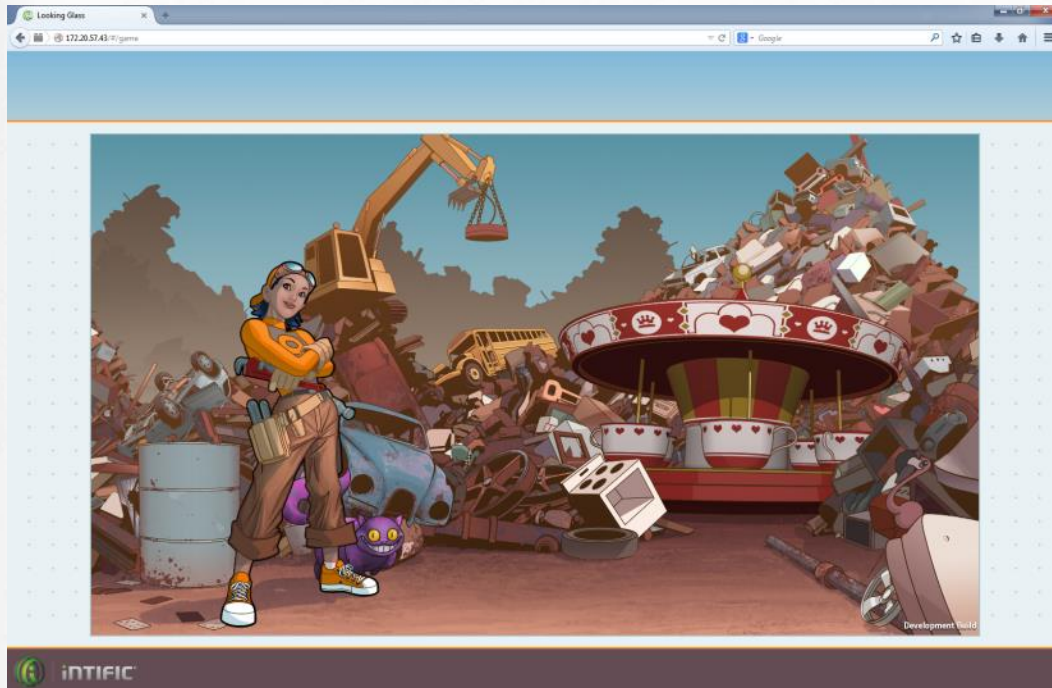 Looking Glass
172.20.57.43/#/game
Google
Development Build
iNTIFIC